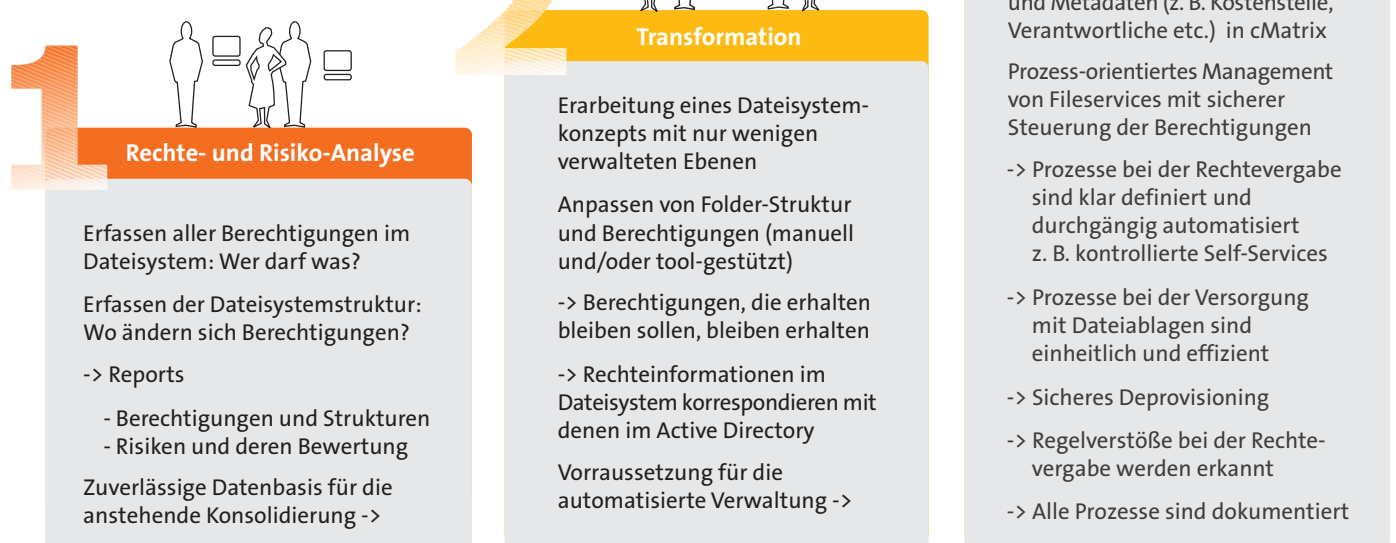 1
Rechte- und Risiko-Analyse
Erfassen aller Berechtigungen im
Dateisystem: Wer darf was?
Erfassen der Dateisystemstruktur:
Wo ändern sich Berechtigungen?
-> Reports
- Berechtigungen und Strukturen
- Risiken und deren Bewertung
Zuverlässige Datenbasis für die
anstehende Konsolidierung ->
2
Transformation
Erarbeitung eines Dateisystem-
konzepts mit nur wenigen
verwalteten Ebenen
Anpassen von Folder-Struktur
und Berechtigungen (manuell
und/oder tool-gestützt)
-> Berechtigungen, die erhalten
bleiben sollen, bleiben erhalten
-> Rechteinformationen im
Dateisystem korrespondieren mit
denen im Active Directory
Vorraussetzung für die
automatisierte Verwaltung ->
und Metadaten (z. B. Kostenstelle,
Verantwortliche etc.) in cMatrix
Prozess-orientiertes Management
von Fileservices mit sicherer
Steuerung der Berechtigungen
-> Prozesse bei der Rechtevergabe
sind klar definiert und
durchgängig automatisiert
z. B. kontrollierte Self-Services
-> Prozesse bei der Versorgung
mit Dateiablagen sind
einheitlich und effizient
-> Sicheres Deprovisioning
-> Regelverstöße bei der Rechte-
vergabe werden erkannt
-> Alle Prozesse sind dokumentiert